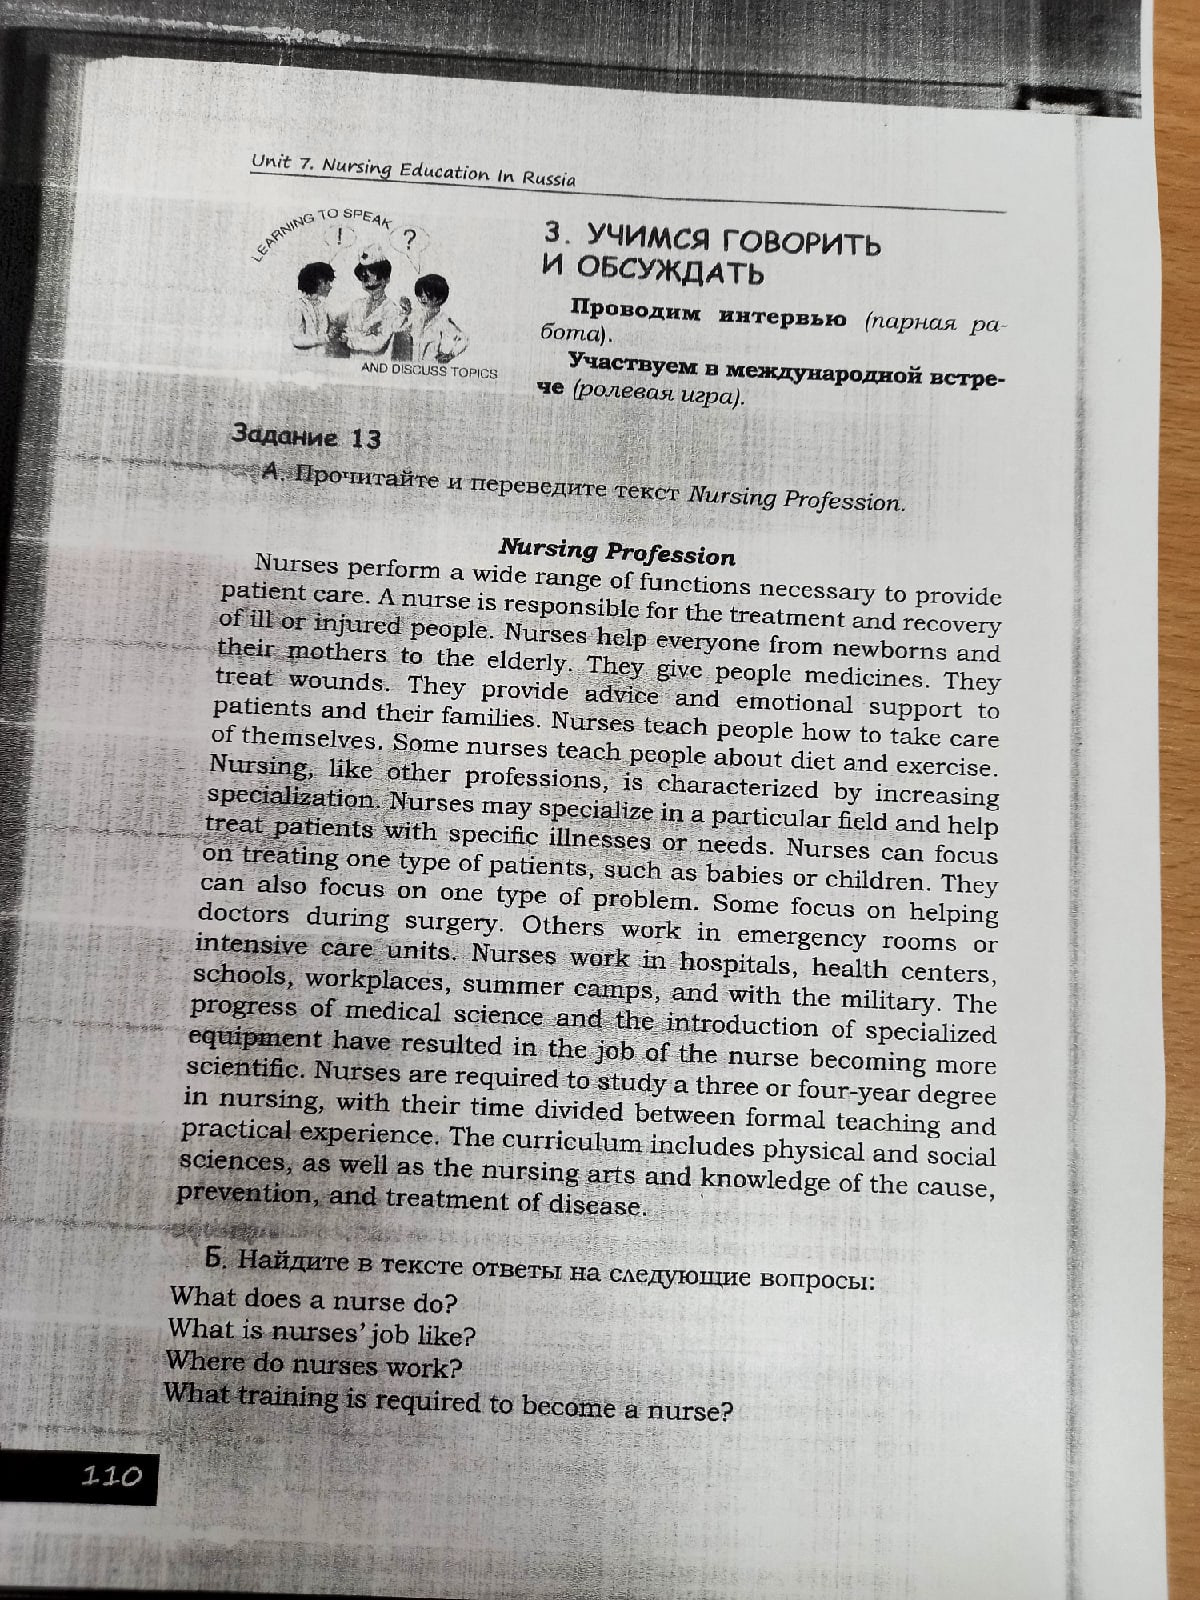 Unit 7. Nursing Education In Russia
LEARNING TO SPEAK
! ?
AND DISCUSS TOPICS
3. УЧИМСЯ ГОВОРИТЬ
И ОБСУЖДАТЬ
Проводим интервью (парная ра-
бота).
Участвуем в международной встре-
че (ролевая игра).
Задание 13
А. Прочитайте и переведите текст Nursing Profession.
Nursing Profession
Nurses perform a wide range of functions necessary to provide
patient care. A nurse is responsible for the treatment and recovery
of ill or injured people. Nurses help everyone from newborns and
their mothers to the elderly. They give people medicines. They
treat wounds. They provide advice and emotional support to
patients and their families. Nurses teach people how to take care
of themselves. Some nurses teach people about diet and exercise.
Nursing, like other professions, is characterized by increasing
specialization. Nurses may specialize in a particular field and help
treat patients with specific illnesses or needs. Nurses can focus
on treating one type of patients, such as babies or children. They
can also focus on one type of problem. Some focus on helping
doctors during surgery. Others work in emergency rooms or
intensive care units. Nurses work in hospitals, health centers,
schools, workplaces, summer camps, and with the military. The
progress of medical science and the introduction of specialized
equipment have resulted in the job of the nurse becoming more
scientific. Nurses are required to study a three or four-year degree
in nursing, with their time divided between formal teaching and
practical experience. The curriculum includes physical and social
sciences, as well as the nursing arts and knowledge of the cause,
prevention, and treatment of disease.
Б. Найдите в тексте ответы на следующие вопросы:
What does a nurse do?
What is nurses' job like?
Where do nurses work?
What training is required to become a nurse?
110